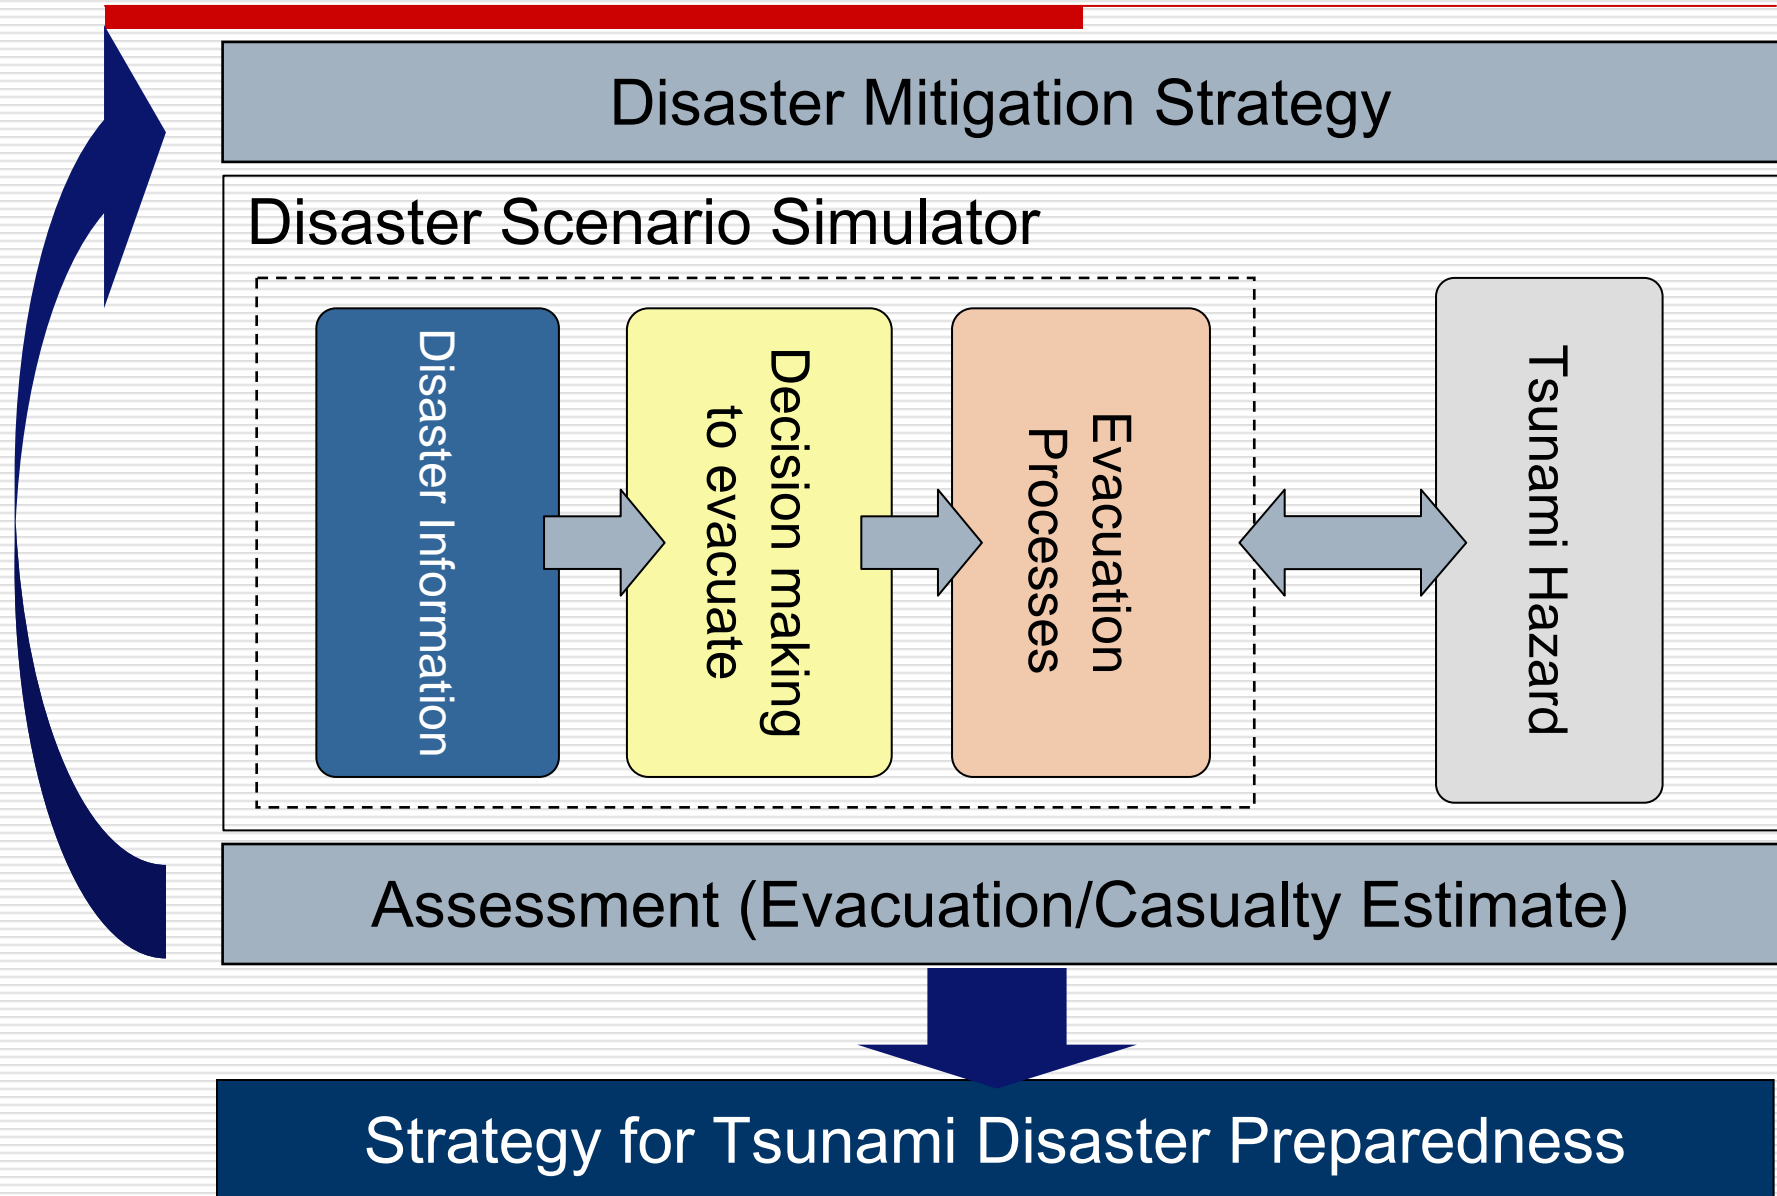 Disaster Mitigation Strategy
Disaster Scenario Simulator
Disaster Information
Decision making
to evacuate
Evacuation
Processes
Tsunami Hazard
Assessment (Evacuation/Casualty Estimate)
Strategy for Tsunami Disaster Preparedness